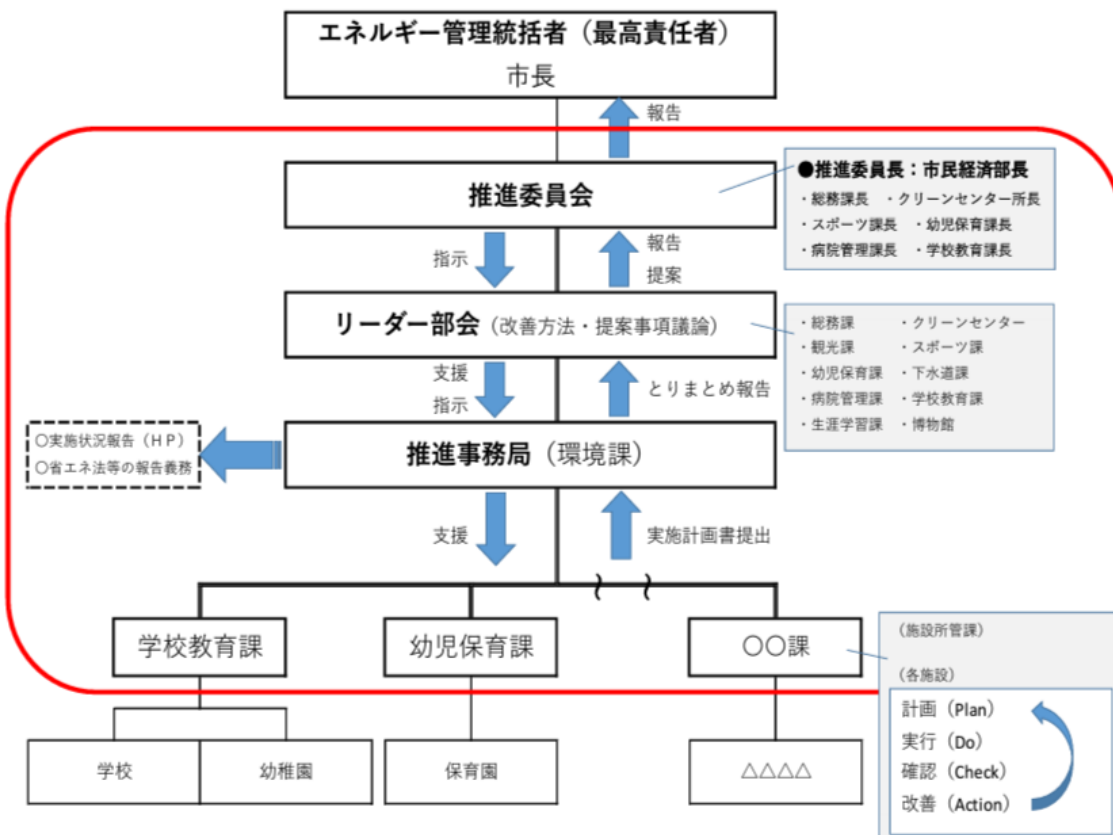 エネルギー管理統括者（最高責任者）
市長
報告
推進委員会
●推進委員長：市民経済部長
・総務課長　・クリーンセンター所長
・スポーツ課長　・幼児保育課長
・病院管理課長　・学校教育課長
指示
報告
提案
リーダー部会（改善方法・提案事項議論）
・総務課　・クリーンセンター
・観光課　・スポーツ課
・幼児保育課　・下水道課
・病院管理課　・学校教育課
・生涯学習課　・博物館
支援
指示
とりまとめ報告
○実施状況報告（ＨＰ）
○省エネ法等の報告義務
推進事務局（環境課）
支援
実施計画書提出
学校教育課
幼児保育課
○○課
（施設所管課）
（各施設）
計画（Plan）
実行（Do）
確認（Check）
改善（Action）
学校
幼稚園
保育園
△△△△